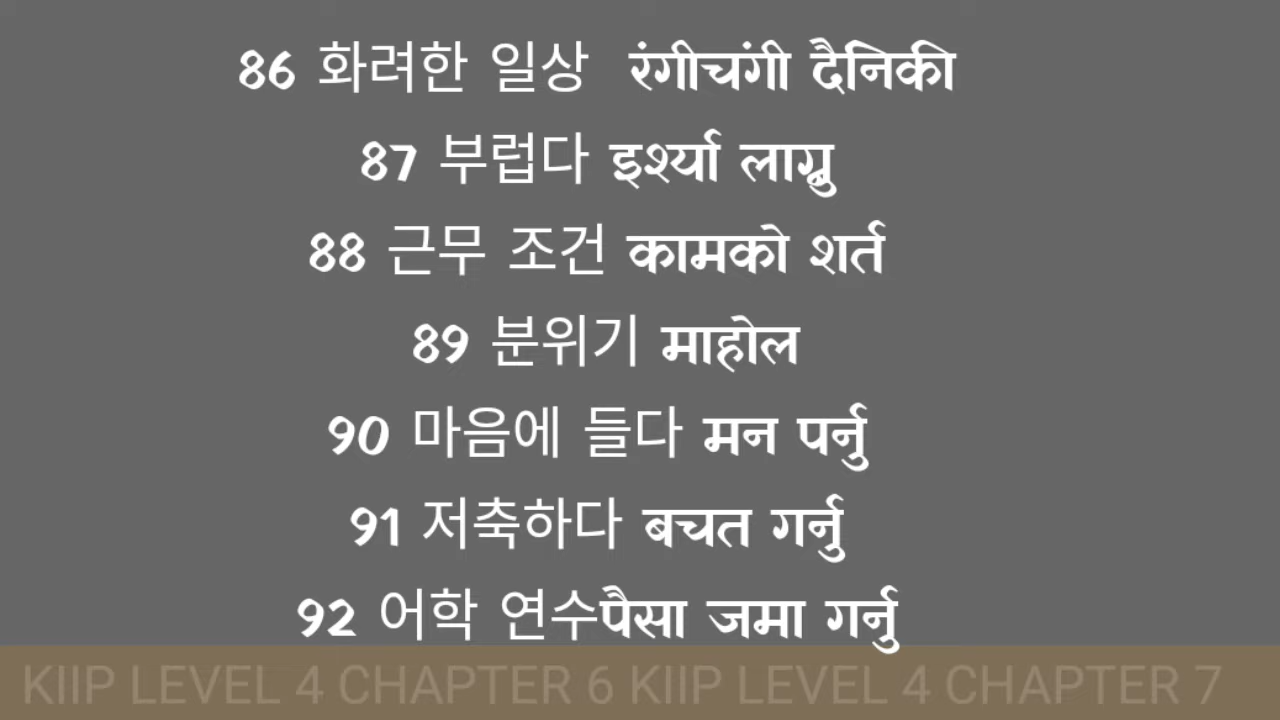 86 화려한 일상 रंगीचंगी दैनिकी
87 부럽다 इर्श्या लाग्नु
88 근무 조건 कामको शर्त
89 분위기 माहोल
90 마음에 들다 मन पर्नु
91 저축하다 बचत गर्नु
92 어학 연수पैसा जमा गर्नु
KIIP LEVEL 4 CHAPTER 6 KIIP LEVEL 4 CHAPTER 7